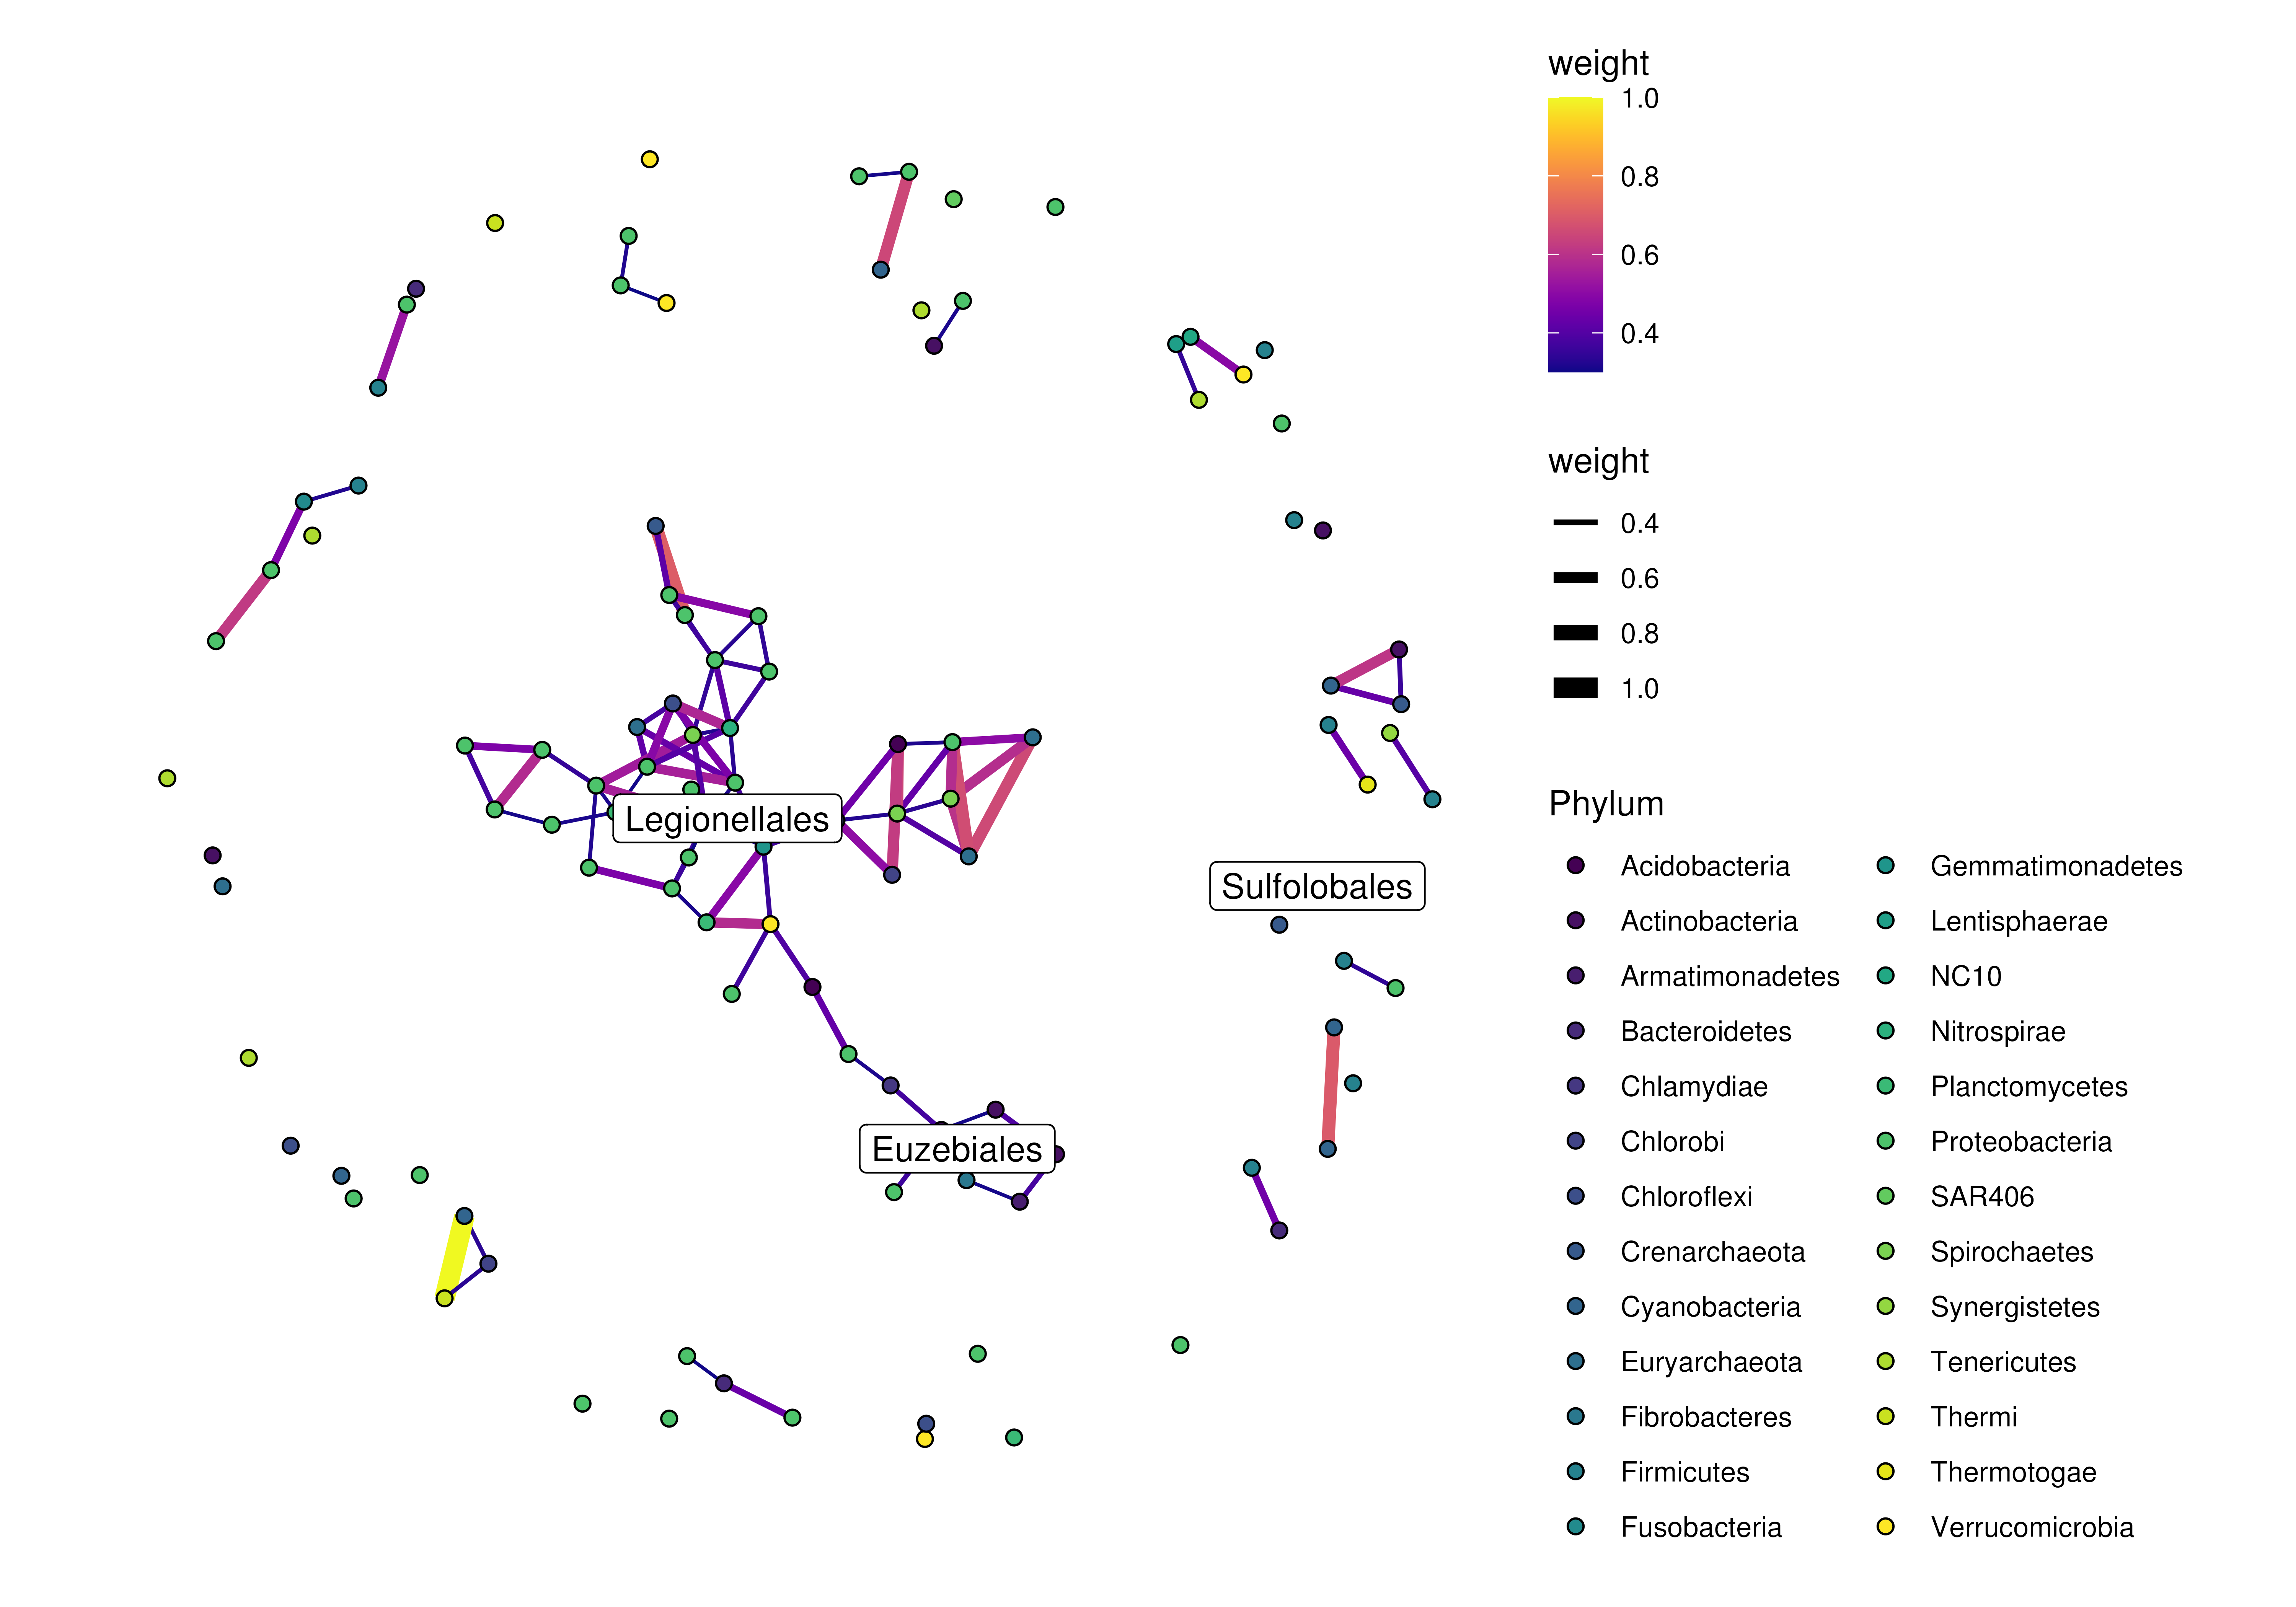 weight
1.0
0.8
0.6
0.4
weight
0.4
0.6
0.8
1.0
Legionellales
Sulfolobales
Euzebiales
Phylum
Acidobacteria
Actinobacteria
Armatimonadetes
Bacteroidetes
Chlamydiae
Chlorobi
Chloroflexi
Crenarchaeota
Cyanobacteria
Euryarchaeota
Fibrobacteres
Firmicutes
Fusobacteria
Gemmatimonadetes
Lentisphaerae
NC10
Nitrospirae
Planctomycetes
Proteobacteria
SAR406
Spirochaetes
Synergistetes
Tenericutes
Thermi
Thermotogae
Verrucomicrobia